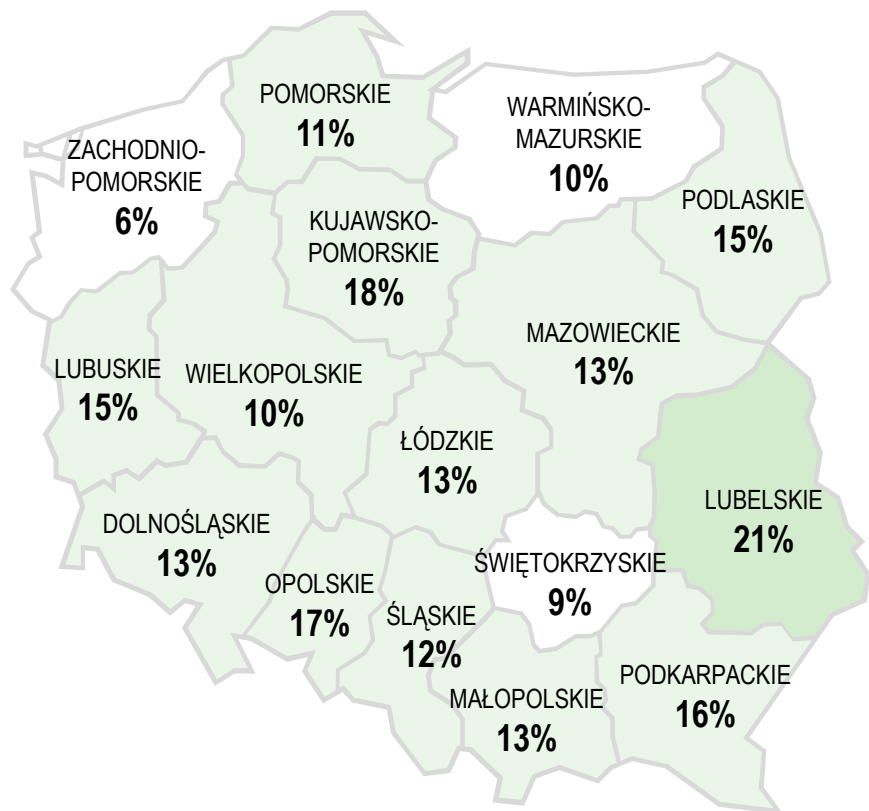 POMORSKIE
11%
WARMIŃSKO-
MAZURSKIE
10%
ZACHODNIO-
POMORSKIE
6%
PODLASKIE
15%
KUJAWSKO-
POMORSKIE
18%
MAZOWIECKIE
13%
LUBUSKIE
15%
WIELKOPOLSKIE
10%
ŁÓDZKIE
13%
LUBELSKIE
21%
DOLNOŚLĄSKIE
13%
ŚWIĘTOKRZYSKIE
9%
OPOLSKIE
17%
ŚLĄSKIE
12%
MAŁOPOLSKIE
13%
PODKARPACKIE
16%